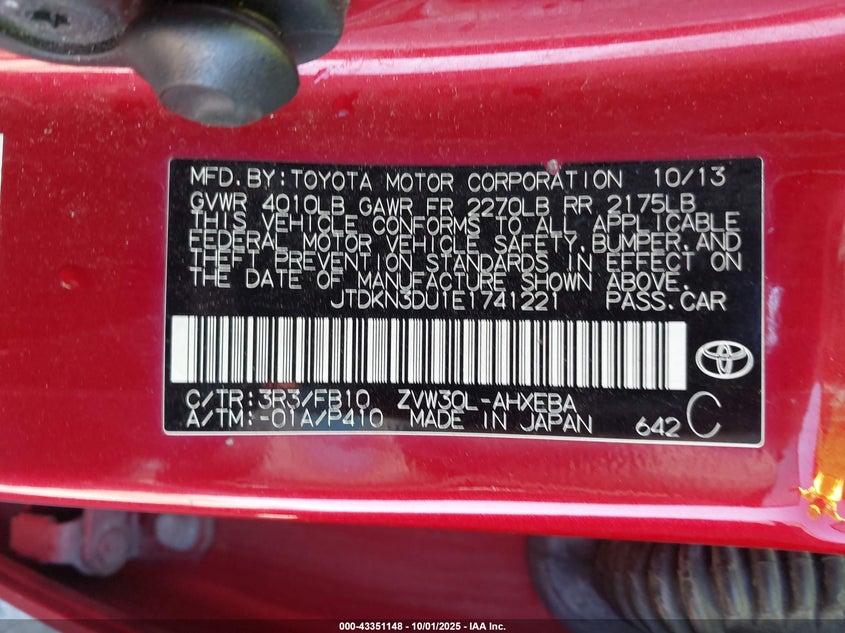 MFD. BY: TOYOTA MOTOR CORPORATION 10/13
GVWR 4010LB GAWR FR 2270LB RR 2175LB
THIS VEHICLE CONFORMS TO ALL APPLICABLE
FEDERAL MOTOR VEHICLE SAFETY, BUMPER, AND
THEFT PREVENTION STANDARDS IN EFFECT ON
THE DATE OF MANUFACTURE SHOWN ABOVE.
JTDKN3DU1E1741221 PASS. CAR
C/TR: 3R3/FB10 ZVW30L-AHXEBA
A/TM: -01A/P410 MADE IN JAPAN 642 C
000-43351148 - 10/01/2025 - IAA Inc.